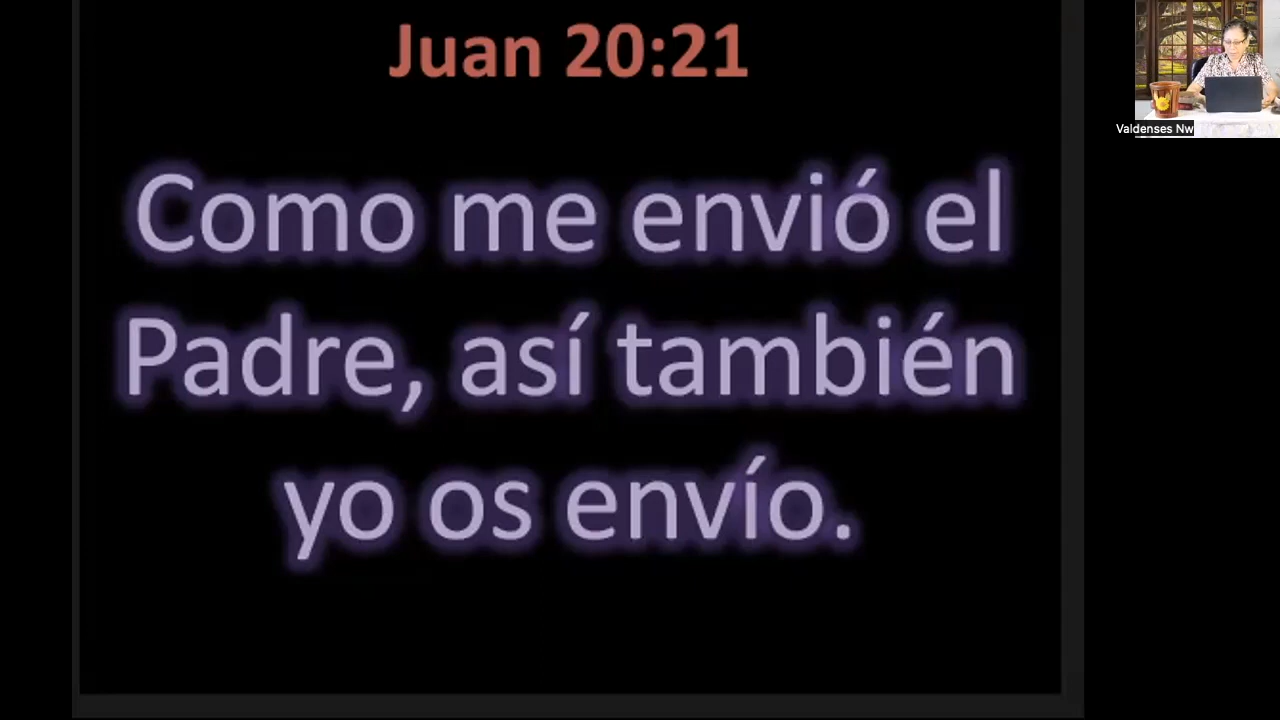 Juan 20:21
Como me envió el
Padre, así también
yo os envío.
Valdenses Nw